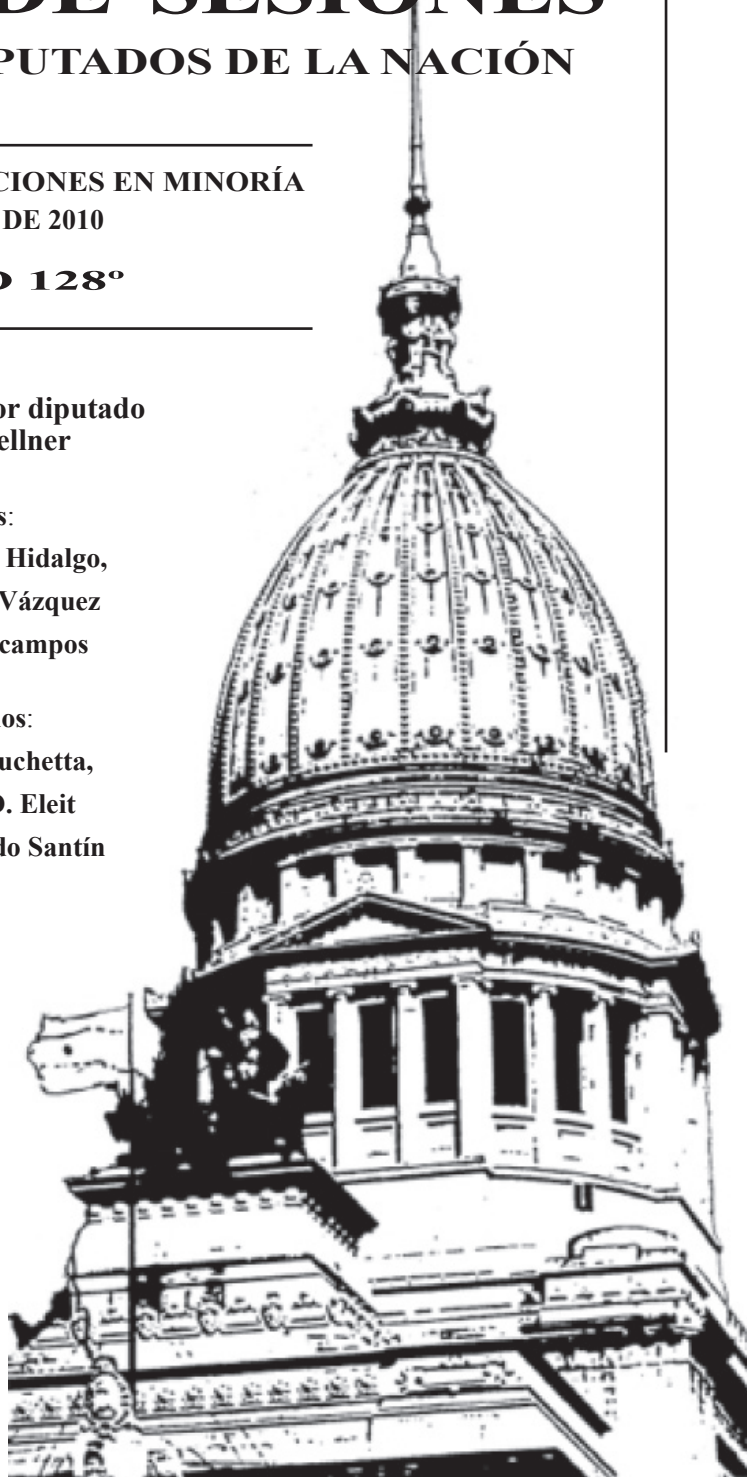 DE SESIONES
PUTADOS DE LA NACIÓN
CIONES EN MINORÍA
DE 2010
O 128º
or diputado
ellner
s:
Hidalgo,
Vázquez
campos
ios:
uchetta,
D. Eleit
do Santín